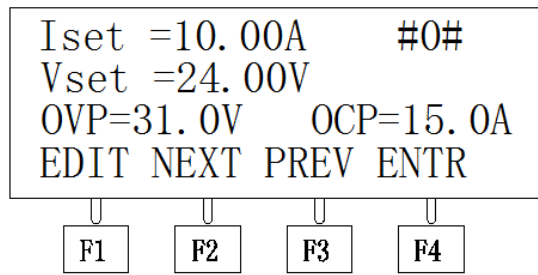 Iset =10.00A #0#
Vset =24.00V
OVP=31.0V OCP=15.0A
EDIT NEXT PREV ENTR
F1 F2 F3 F4